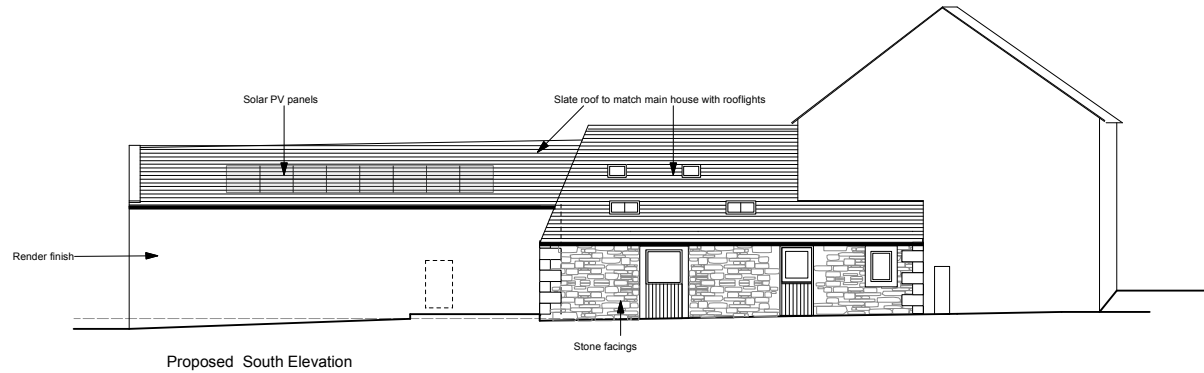 Solar PV panels
Slate roof to match main house with rooflights
Render finish
Stone facings
Proposed South Elevation